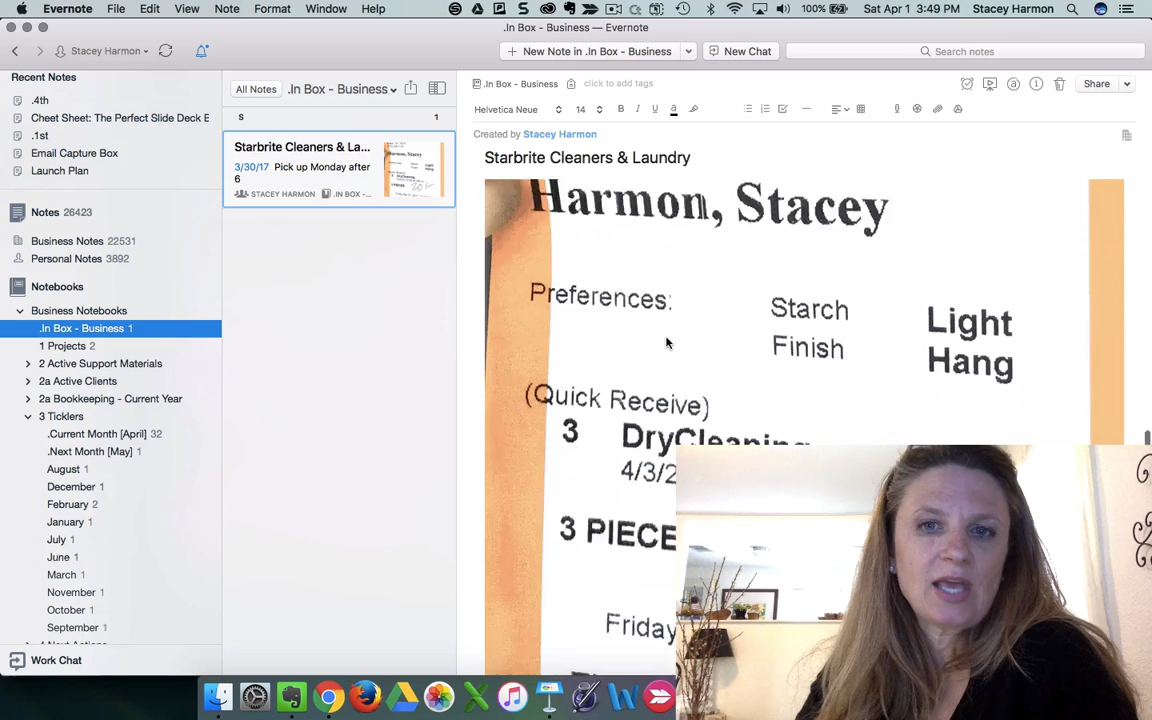 Evernote File Edit View Note Format Window Help 100% Sat Apr 1 3:49 PM Stacey Harmon
.In Box - Business — Evernote
Stacey Harmon
New Note in .In Box - Business
New Chat
Search notes
Recent Notes
.4th
Cheet Sheet: The Perfect Slide Deck E
.1st
Email Capture Box
Launch Plan
Notes 26423
Business Notes 22531
Personal Notes 3892
Notebooks
Business Notebooks
.In Box - Business 1
1 Projects 2
2 Active Support Materials
2a Active Clients
2a Bookkeeping - Current Year
3 Ticklers
.Current Month [April] 32
.Next Month [May] 1
August 1
December 1
February 2
January 1
July 1
June 1
March 1
November 1
October 1
September 1
Work Chat
All Notes .In Box - Business
S 1
Starbrite Cleaners & La...
3/30/17 Pick up Monday after
6
STACEY HARMON .IN BOX -...
Harmon, Stacey
.In Box - Business click to add tags
Share
Helvetica Neue 14 B I U a
Created by Stacey Harmon
Starbrite Cleaners & Laundry
Harmon, Stacey
Preferences: Starch Light
Finish Hang
(Quick Receive)
3 DryCleaning
4/3/2
3 PIECE
Friday